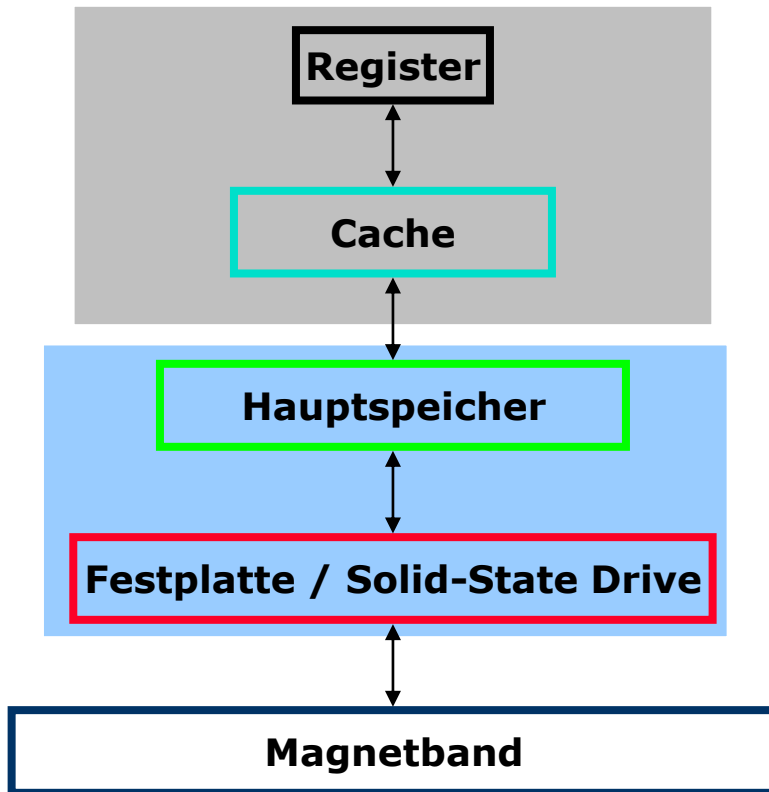 Register
Cache
Hauptspeicher
Festplatte / Solid-State Drive
Magnetband